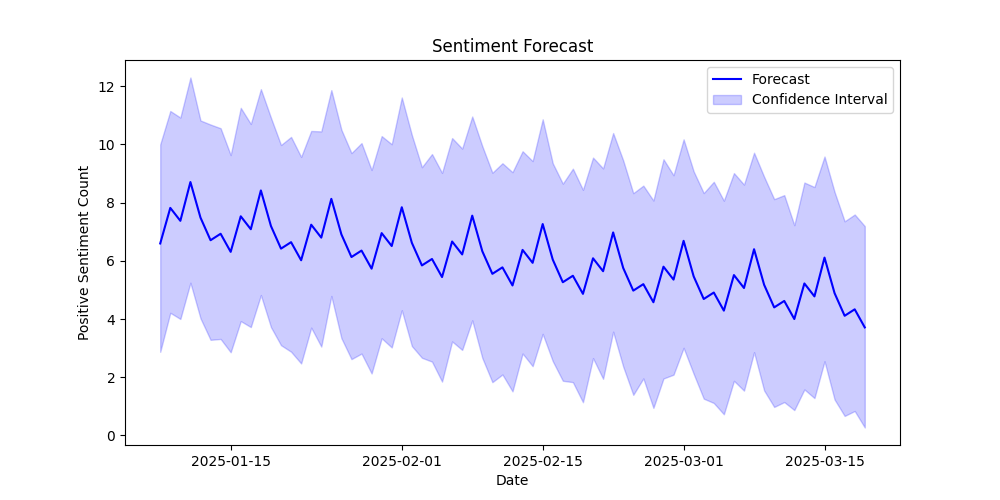 Sentiment Forecast
Forecast
Confidence Interval
Positive Sentiment Count
12
10
8
6
4
2
0
2025-01-15
2025-02-01
2025-02-15
2025-03-01
2025-03-15
Date